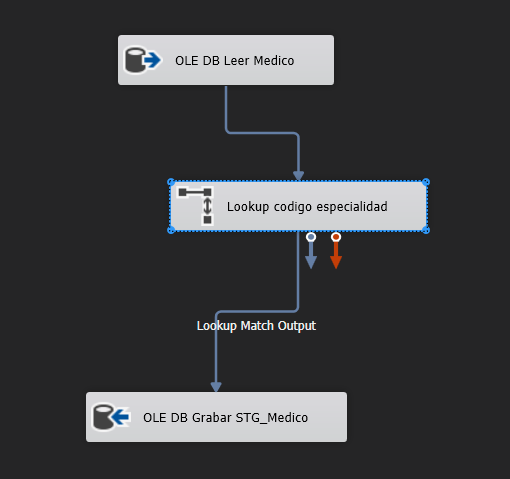 OLE DB Leer Medico
Lookup codigo especialidad
Lookup Match Output
OLE DB Grabar STG_Medico